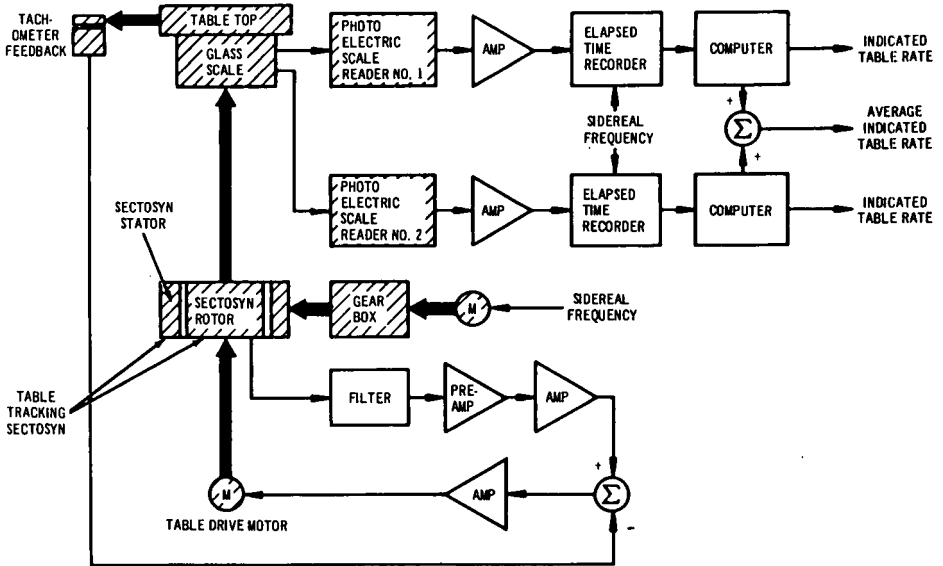 TACH-
OMETER
FEEDBACK
TABLE TOP
GLASS
SCALE
PHOTO
ELECTRIC
SCALE
READER NO. 1
AMP
ELAPSED
TIME
RECORDER
COMPUTER
INDICATED
TABLE RATE
SIDEREAL
FREQUENCY
+
Σ
+
AVERAGE
INDICATED
TABLE RATE
PHOTO
ELECTRIC
SCALE
READER NO. 2
AMP
ELAPSED
TIME
RECORDER
COMPUTER
INDICATED
TABLE RATE
SECTOSYN
STATOR
SECTOSYN
ROTOR
GEAR
BOX
M
SIDEREAL
FREQUENCY
TABLE
TRACKING
SECTOSYN
FILTER
PRE-
AMP
AMP
+
Σ
-
AMP
M
TABLE DRIVE MOTOR